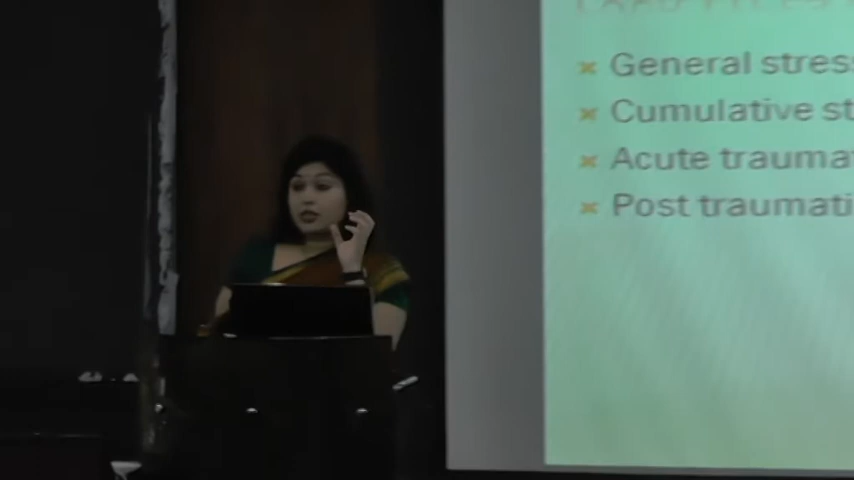 General stress
Cumulative st
Acute traumat
Post traumati